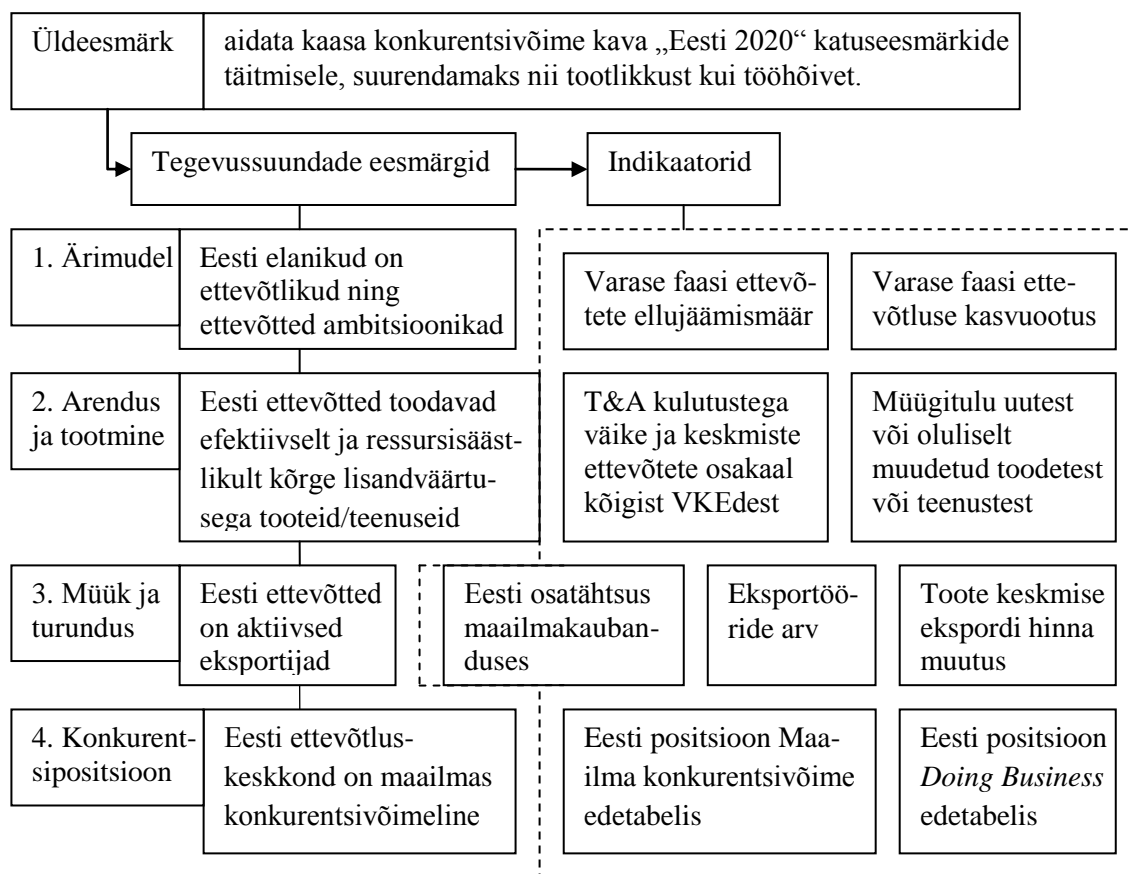 Üldeesmärk
aidata kaasa konkurentsivõime kava „Eesti 2020“ katuseesmärkide
täitmisele, suurendamaks nii tootlikkust kui tööhõivet.
Tegevussuundade eesmärgid
Indikaatorid
1. Ärimudel
Eesti elanikud on
ettevõtlikud ning
ettevõtted ambitsioonikad
Varase faasi ettevõ-
tete ellujäämismäär
Varase faasi ette-
võtluse kasvuootus
2. Arendus
ja tootmine
Eesti ettevõtted toodavad
efektiivselt ja ressursisääst-
likult kõrge lisandväärtu-
sega tooteid/teenuseid
T&A kulutustega
väike ja keskmiste
ettevõtete osakaal
kõigist VKEdest
Müügitulu uutest
või oluliselt
muudetud toodetest
või teenustest
3. Müük ja
turundus
Eesti ettevõtted
on aktiivsed
eksportijad
Eesti osatähtsus
maailmakauban-
duses
Eksportöö-
ride arv
Toote keskmise
ekspordi hinna
muutus
4. Konkurent-
sipositsioon
Eesti ettevõtlus-
keskkond on maailmas
konkurentsivõimeline
Eesti positsioon Maa-
ilma konkurentsivõime
edetabelis
Eesti positsioon
Doing Business
edetabelis